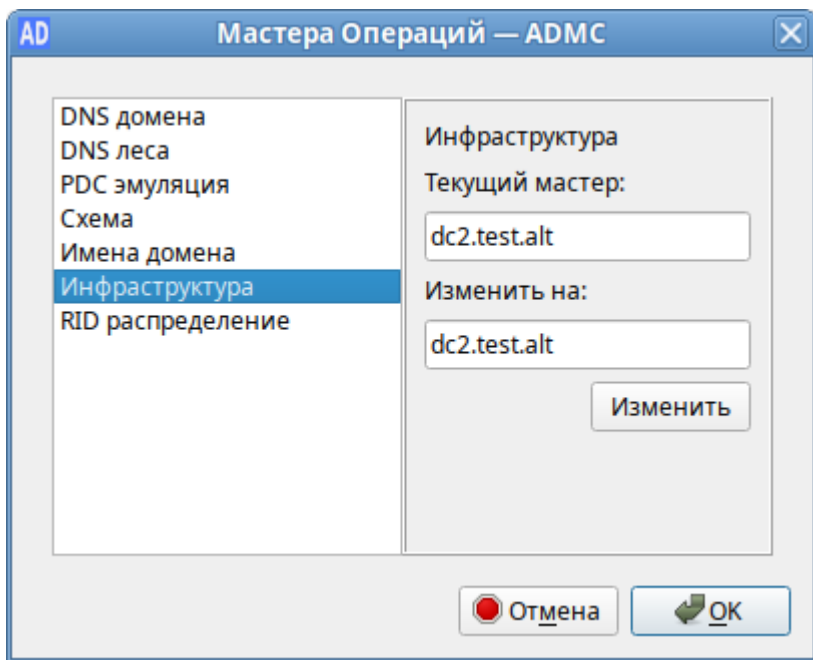 AD Мастера Операций — ADMC
DNS домена
DNS леса
PDC эмуляция
Схема
Имена домена
Инфраструктура
RID распределение
Инфраструктура
Текущий мастер:
dc2.test.alt
Изменить на:
dc2.test.alt
Изменить
Отмена
OK